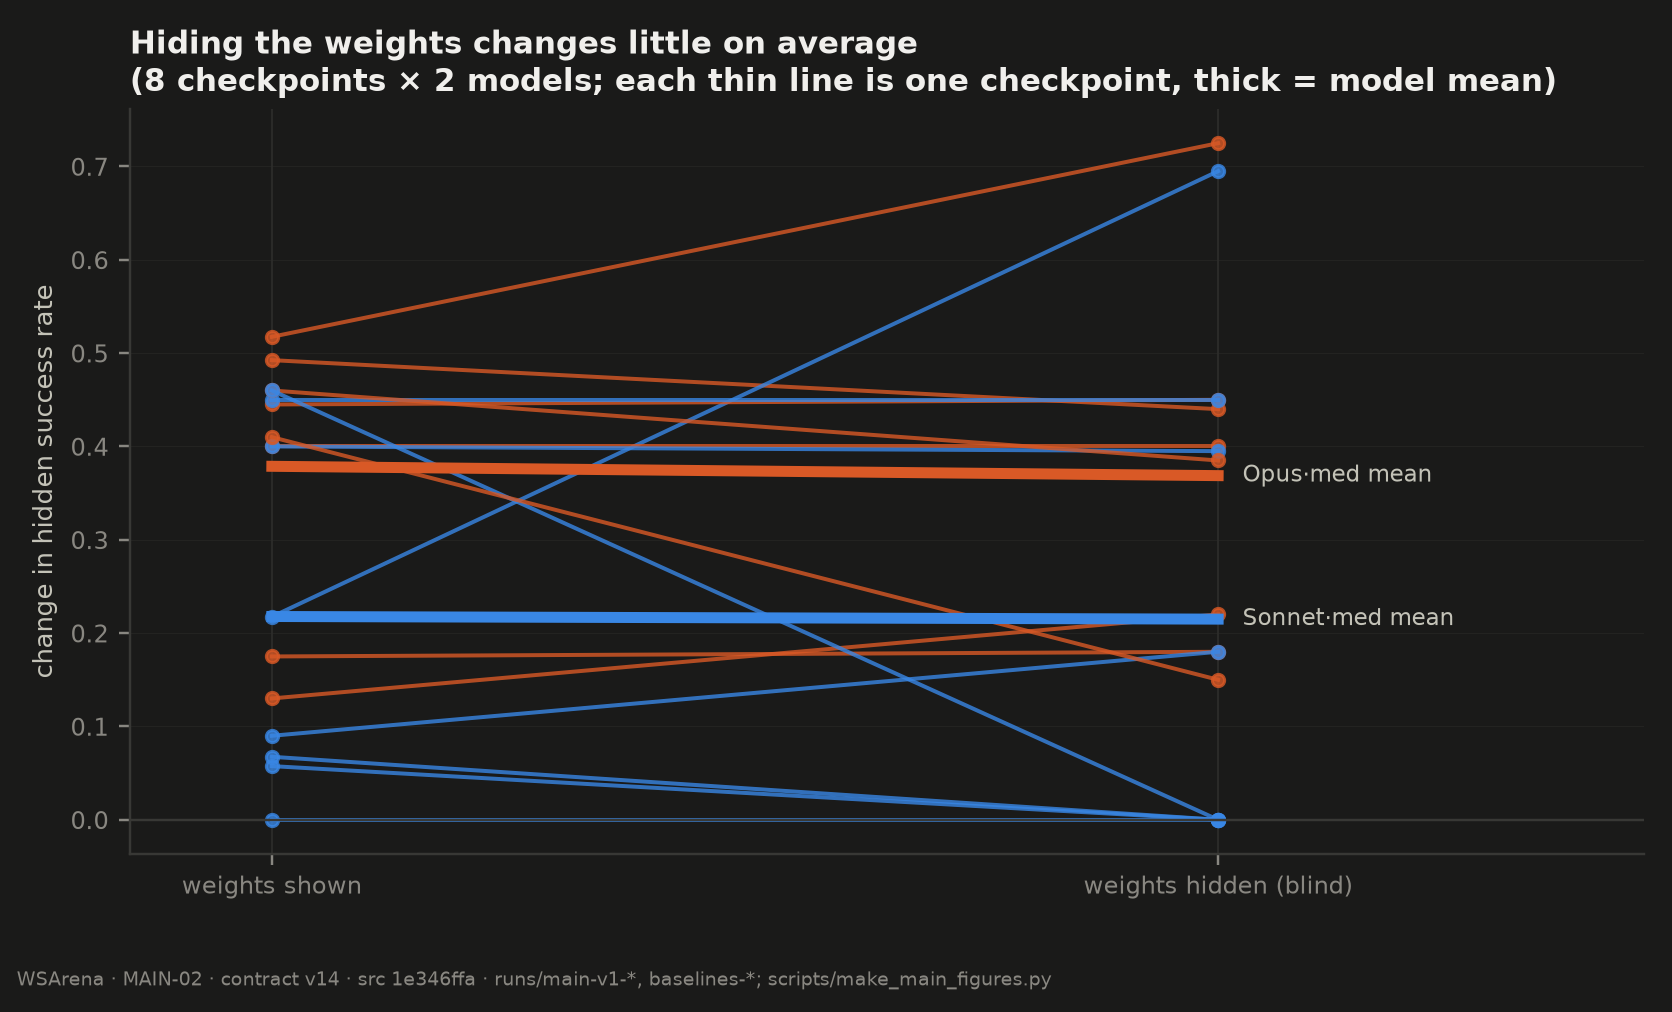 Hiding the weights changes little on average
(8 checkpoints × 2 models; each thin line is one checkpoint, thick = model mean)
change in hidden success rate
0.7
0.6
0.5
0.4
0.3
0.2
0.1
0.0
Opus·med mean
Sonnet·med mean
weights shown
weights hidden (blind)
WSArena · MAIN-02 · contract v14 · src 1e346ffa · runs/main-v1-*, baselines-*; scripts/make_main_figures.py